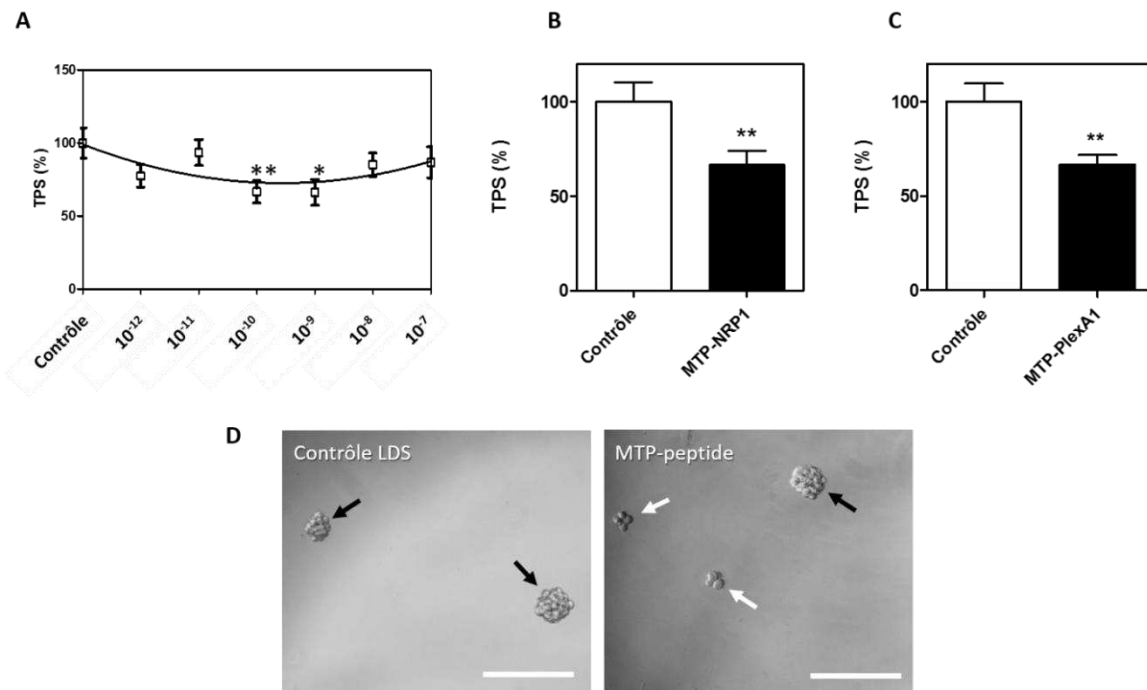 A
TPS (%)
150
100
50
0
** *
Contrôle
10⁻¹²
10⁻¹¹
10⁻¹⁰
10⁻⁹
10⁻⁸
10⁻⁷
B
TPS (%)
100
50
0
**
Contrôle
MTP-NRP1
C
TPS (%)
100
50
0
**
Contrôle
MTP-PlexA1
D
Contrôle LDS
MTP-peptide